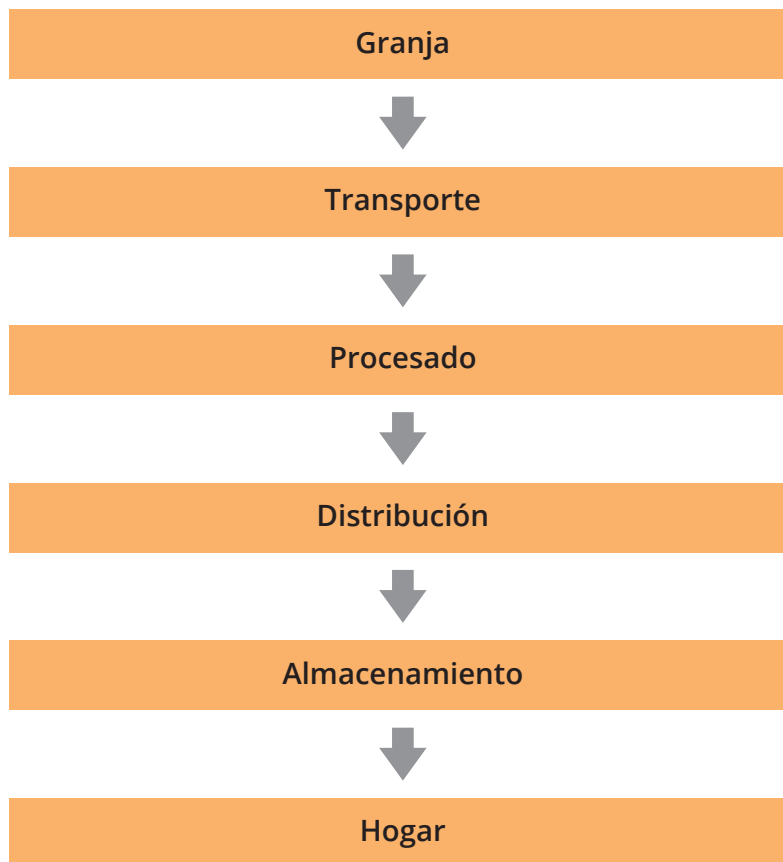 Granja
Transporte
Procesado
Distribución
Almacenamiento
Hogar